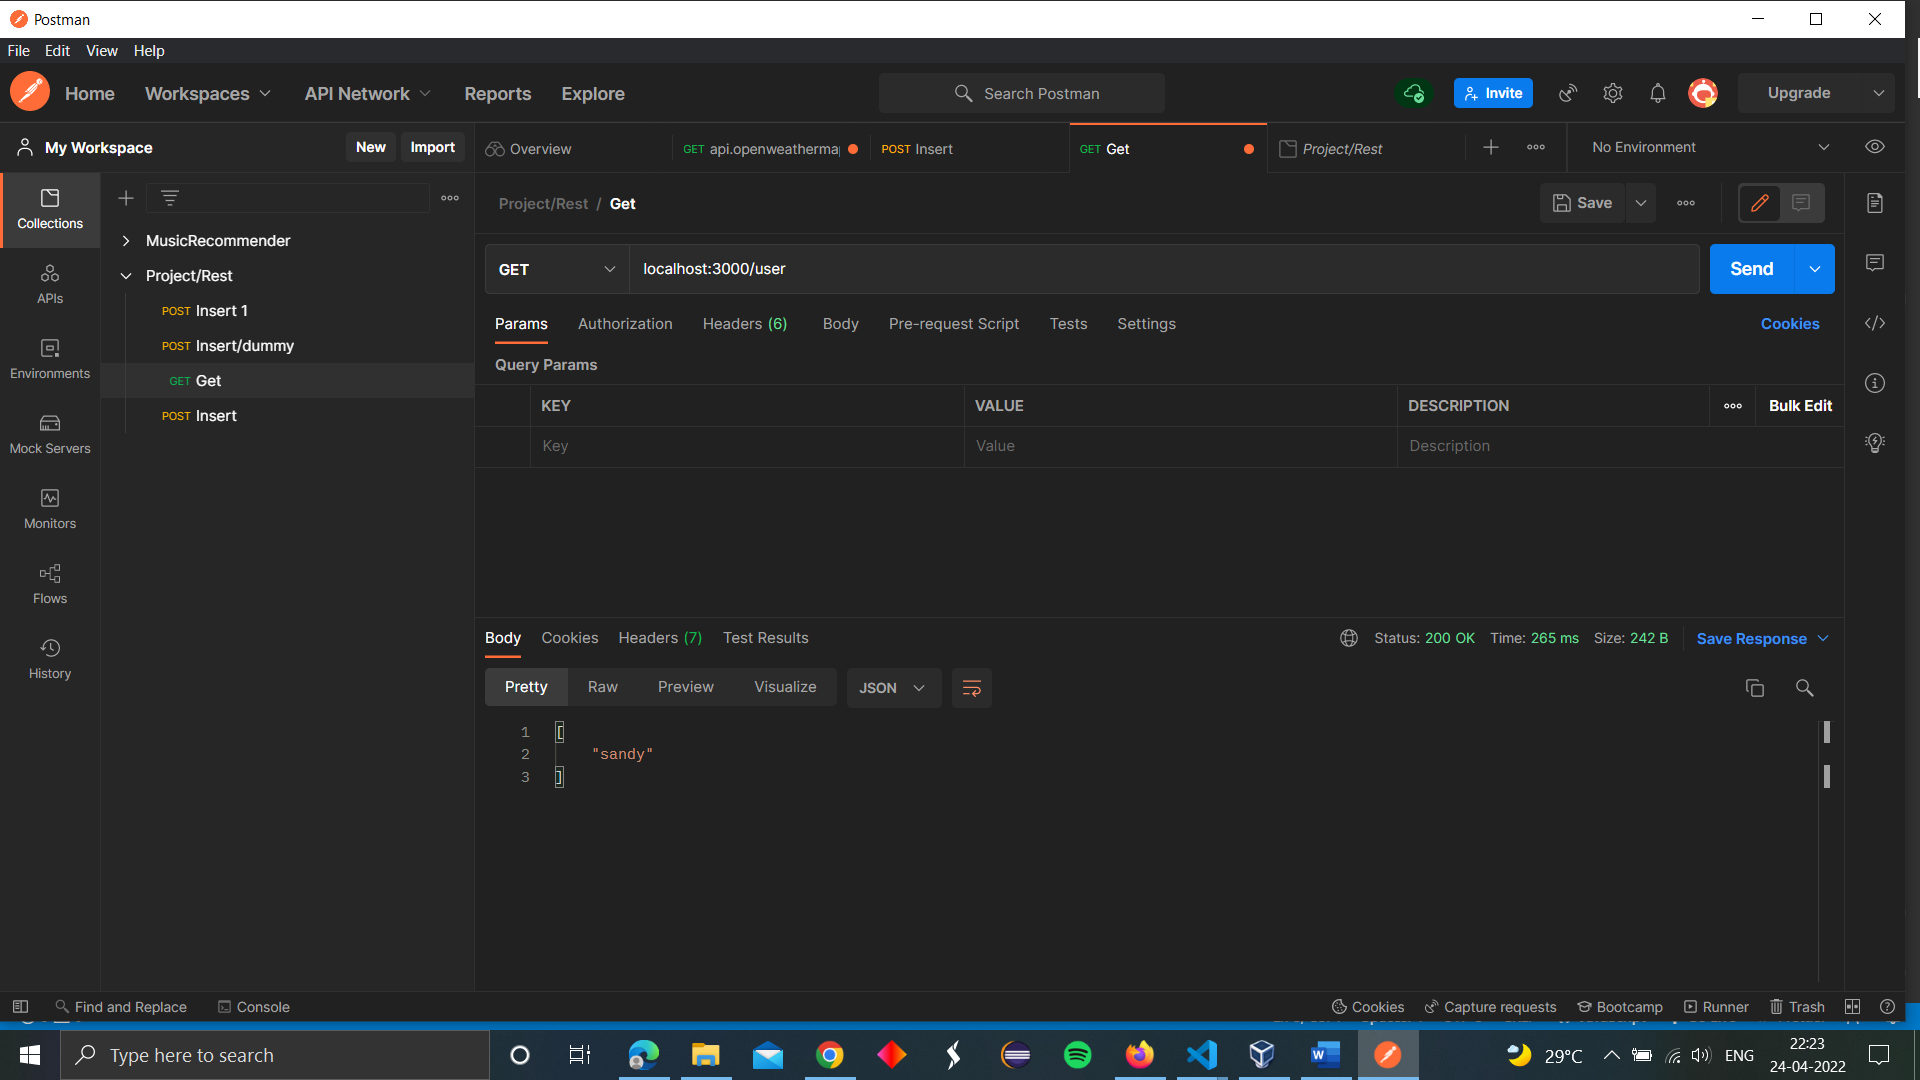 Postman
File Edit View Help
Home Workspaces API Network Reports Explore Search Postman Invite Upgrade
My Workspace New Import Overview GET api.openweathermap POST Insert GET Get Project/Rest No Environment
Collections
APIs
Environments
Mock Servers
Monitors
Flows
History
MusicRecommender
Project/Rest
POST Insert 1
POST Insert/dummy
GET Get
POST Insert
Project/Rest / Get Save
GET localhost:3000/user Send
Params Authorization Headers (6) Body Pre-request Script Tests Settings Cookies
Query Params
KEY VALUE DESCRIPTION Bulk Edit
Key Value Description
Body Cookies Headers (7) Test Results Status: 200 OK Time: 265 ms Size: 242 B Save Response
Pretty Raw Preview Visualize JSON
1 [
2 "sandy"
3 ]
Find and Replace Console Cookies Capture requests Bootcamp Runner Trash
Type here to search 29°C ENG 22:23
24-04-2022